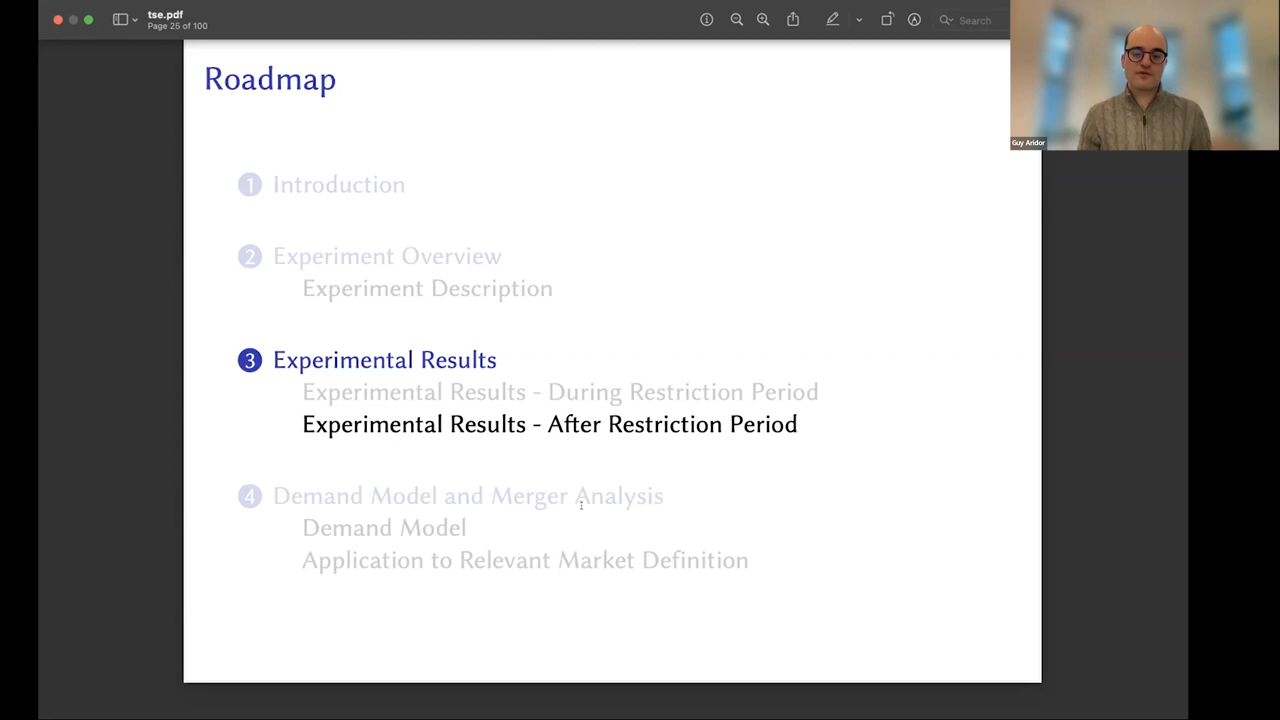 tse.pdf
Page 25 of 100
Search
Guy Aridor
Roadmap
1 Introduction
2 Experiment Overview
Experiment Description
3 Experimental Results
Experimental Results - During Restriction Period
Experimental Results - After Restriction Period
4 Demand Model and Merger Analysis
Demand Model
Application to Relevant Market Definition